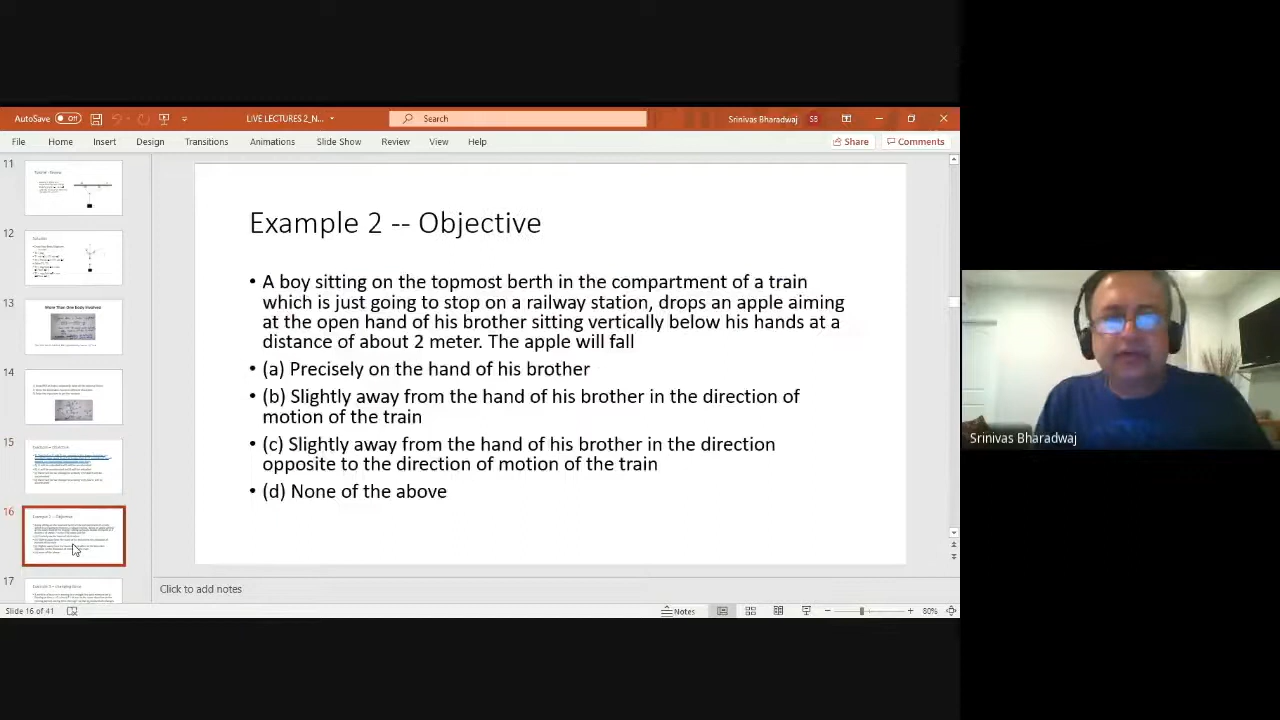 AutoSave Off
LIVE LECTURES 2_N...
Search
Srinivas Bharadwaj SB
File Home Insert Design Transitions Animations Slide Show Review View Help
Share Comments
11
12
13
More Than One Body Involved
14
15
16
17
Example 2 -- Objective
• A boy sitting on the topmost berth in the compartment of a train
which is just going to stop on a railway station, drops an apple aiming
at the open hand of his brother sitting vertically below his hands at a
distance of about 2 meter. The apple will fall
• (a) Precisely on the hand of his brother
• (b) Slightly away from the hand of his brother in the direction of
motion of the train
• (c) Slightly away from the hand of his brother in the direction
opposite to the direction of motion of the train
• (d) None of the above
Click to add notes
Slide 16 of 41
Notes
80%
Srinivas Bharadwaj